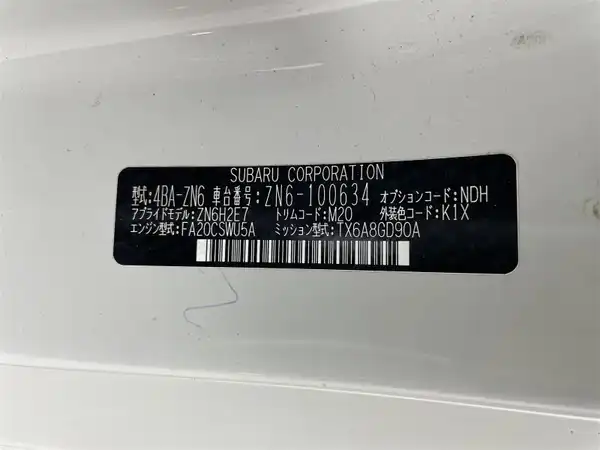 SUBARU CORPORATION
型式:4BA-ZN6 車台番号:ZN6-100634 オプションコード:NDH
アプライドモデル:ZN6H2E7 トリムコード:M20 外装色コード:K1X
エンジン型式:FA20CSWU5A ミッション型式:TX6A8GD90A